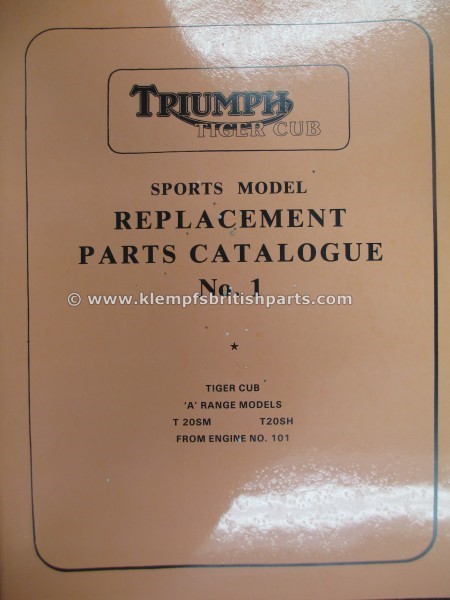 TRIUMPH
TIGER CUB
SPORTS MODEL
REPLACEMENT
PARTS CATALOGUE
No. 1
© www.klempfsbritishparts.com
★
TIGER CUB
'A' RANGE MODELS
T 20SM T20SH
FROM ENGINE NO. 101